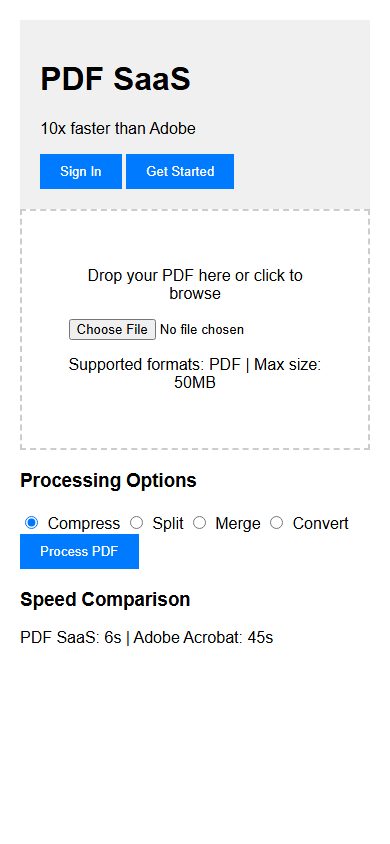 PDF SaaS
10x faster than Adobe
Sign In Get Started
Drop your PDF here or click to
browse
Choose File No file chosen
Supported formats: PDF | Max size:
50MB
Processing Options
Compress Split Merge Convert
Process PDF
Speed Comparison
PDF SaaS: 6s | Adobe Acrobat: 45s